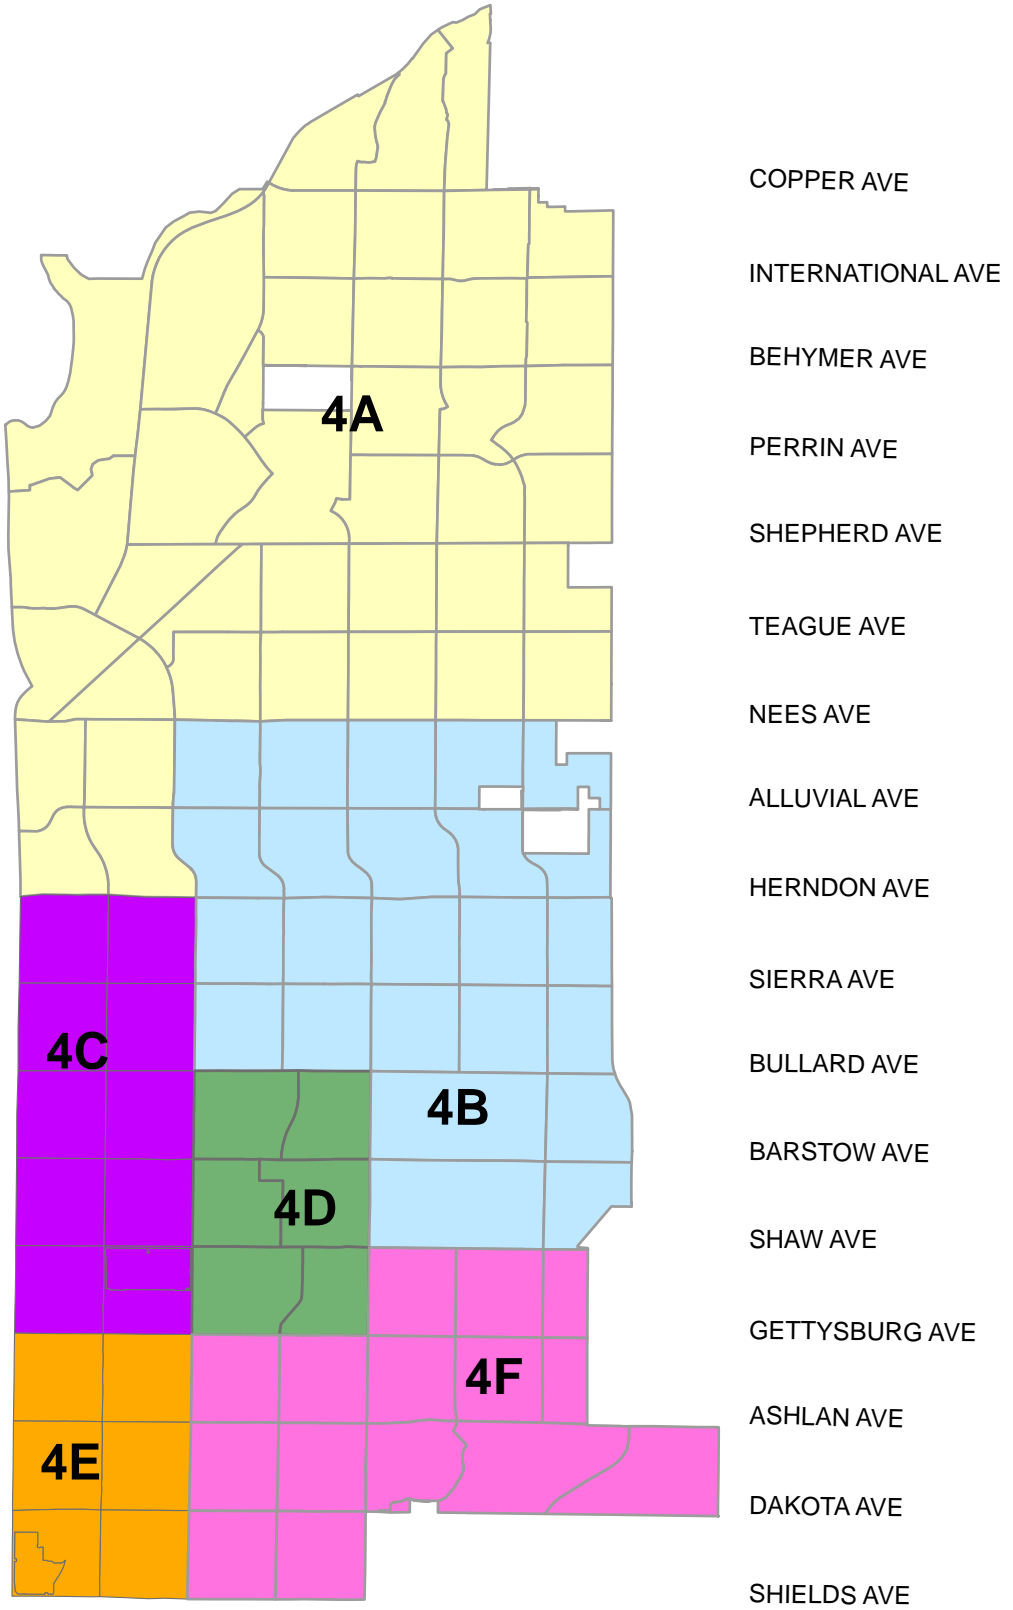 COPPER AVE
INTERNATIONAL AVE
BEHYMER AVE
4A
PERRIN AVE
SHEPHERD AVE
TEAGUE AVE
NEES AVE
ALLUVIAL AVE
HERNDON AVE
SIERRA AVE
4C
BULLARD AVE
4B
BARSTOW AVE
4D
SHAW AVE
GETTYSBURG AVE
4F
ASHLAN AVE
4E
DAKOTA AVE
SHIELDS AVE